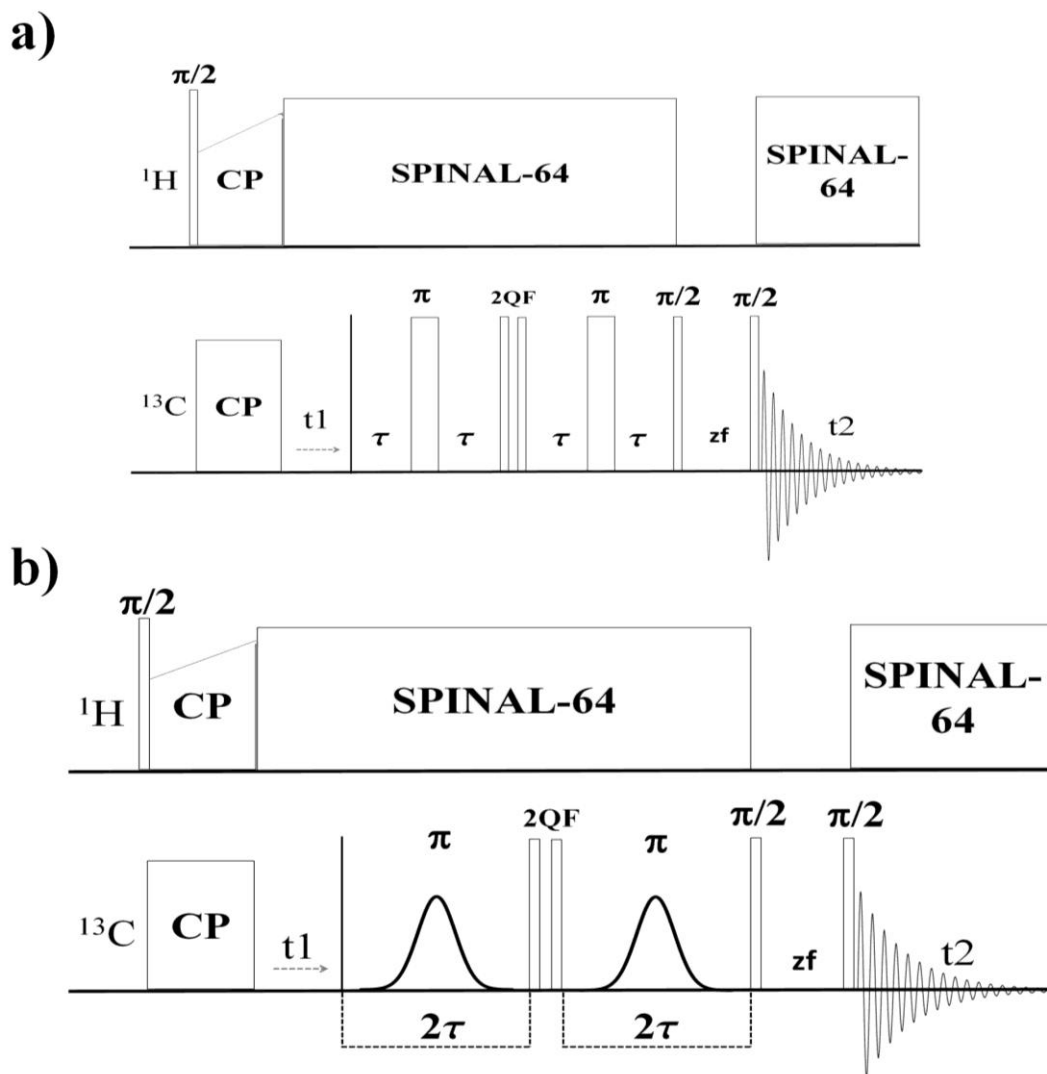 a)
π/2
¹H
CP
SPINAL-64
SPINAL-
64
π
2QF
π
π/2
π/2
¹³C
CP
t1
τ
τ
τ
τ
zf
t2
b)
π/2
¹H
CP
SPINAL-64
SPINAL-
64
π
2QF
π
π/2
π/2
¹³C
CP
t1
zf
t2
2τ
2τ